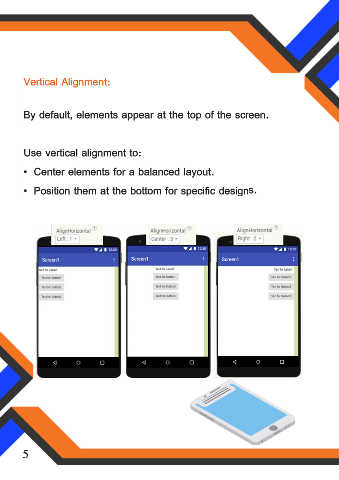 Vertical Alignment:
By default, elements appear at the top of the screen.
Use vertical alignment to:
• Center elements for a balanced layout.
• Position them at the bottom for specific designs.
AlignHorizontal
Left : 1
Screen1
Text for Label1
Text for Button1
Text for Button2
Text for Button3
AlignHorizontal
Center : 3
Screen1
Text for Label1
Text for Button1
Text for Button2
Text for Button3
AlignHorizontal
Right : 2
Screen1
Text for Label1
Text for Button1
Text for Button2
Text for Button3
5